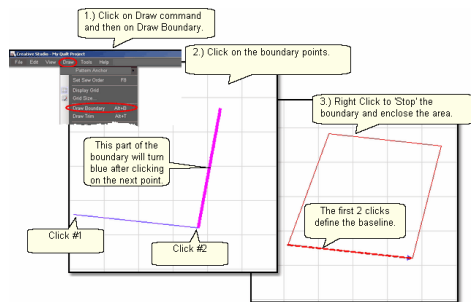 1.) Click on Draw command
and then on Draw Boundary.
Creative Studio - My Quilt Project
File Edit View Draw Tools Help
Pattern Anchor
Set Sew Order F8
Display Grid
Grid Size...
Draw Boundary Alt+B
Draw Trim Alt+T
2.) Click on the boundary points.
This part of the
boundary will turn
blue after clicking
on the next point.
Click #1
Click #2
3.) Right Click to 'Stop' the
boundary and enclose the area.
The first 2 clicks
define the baseline.